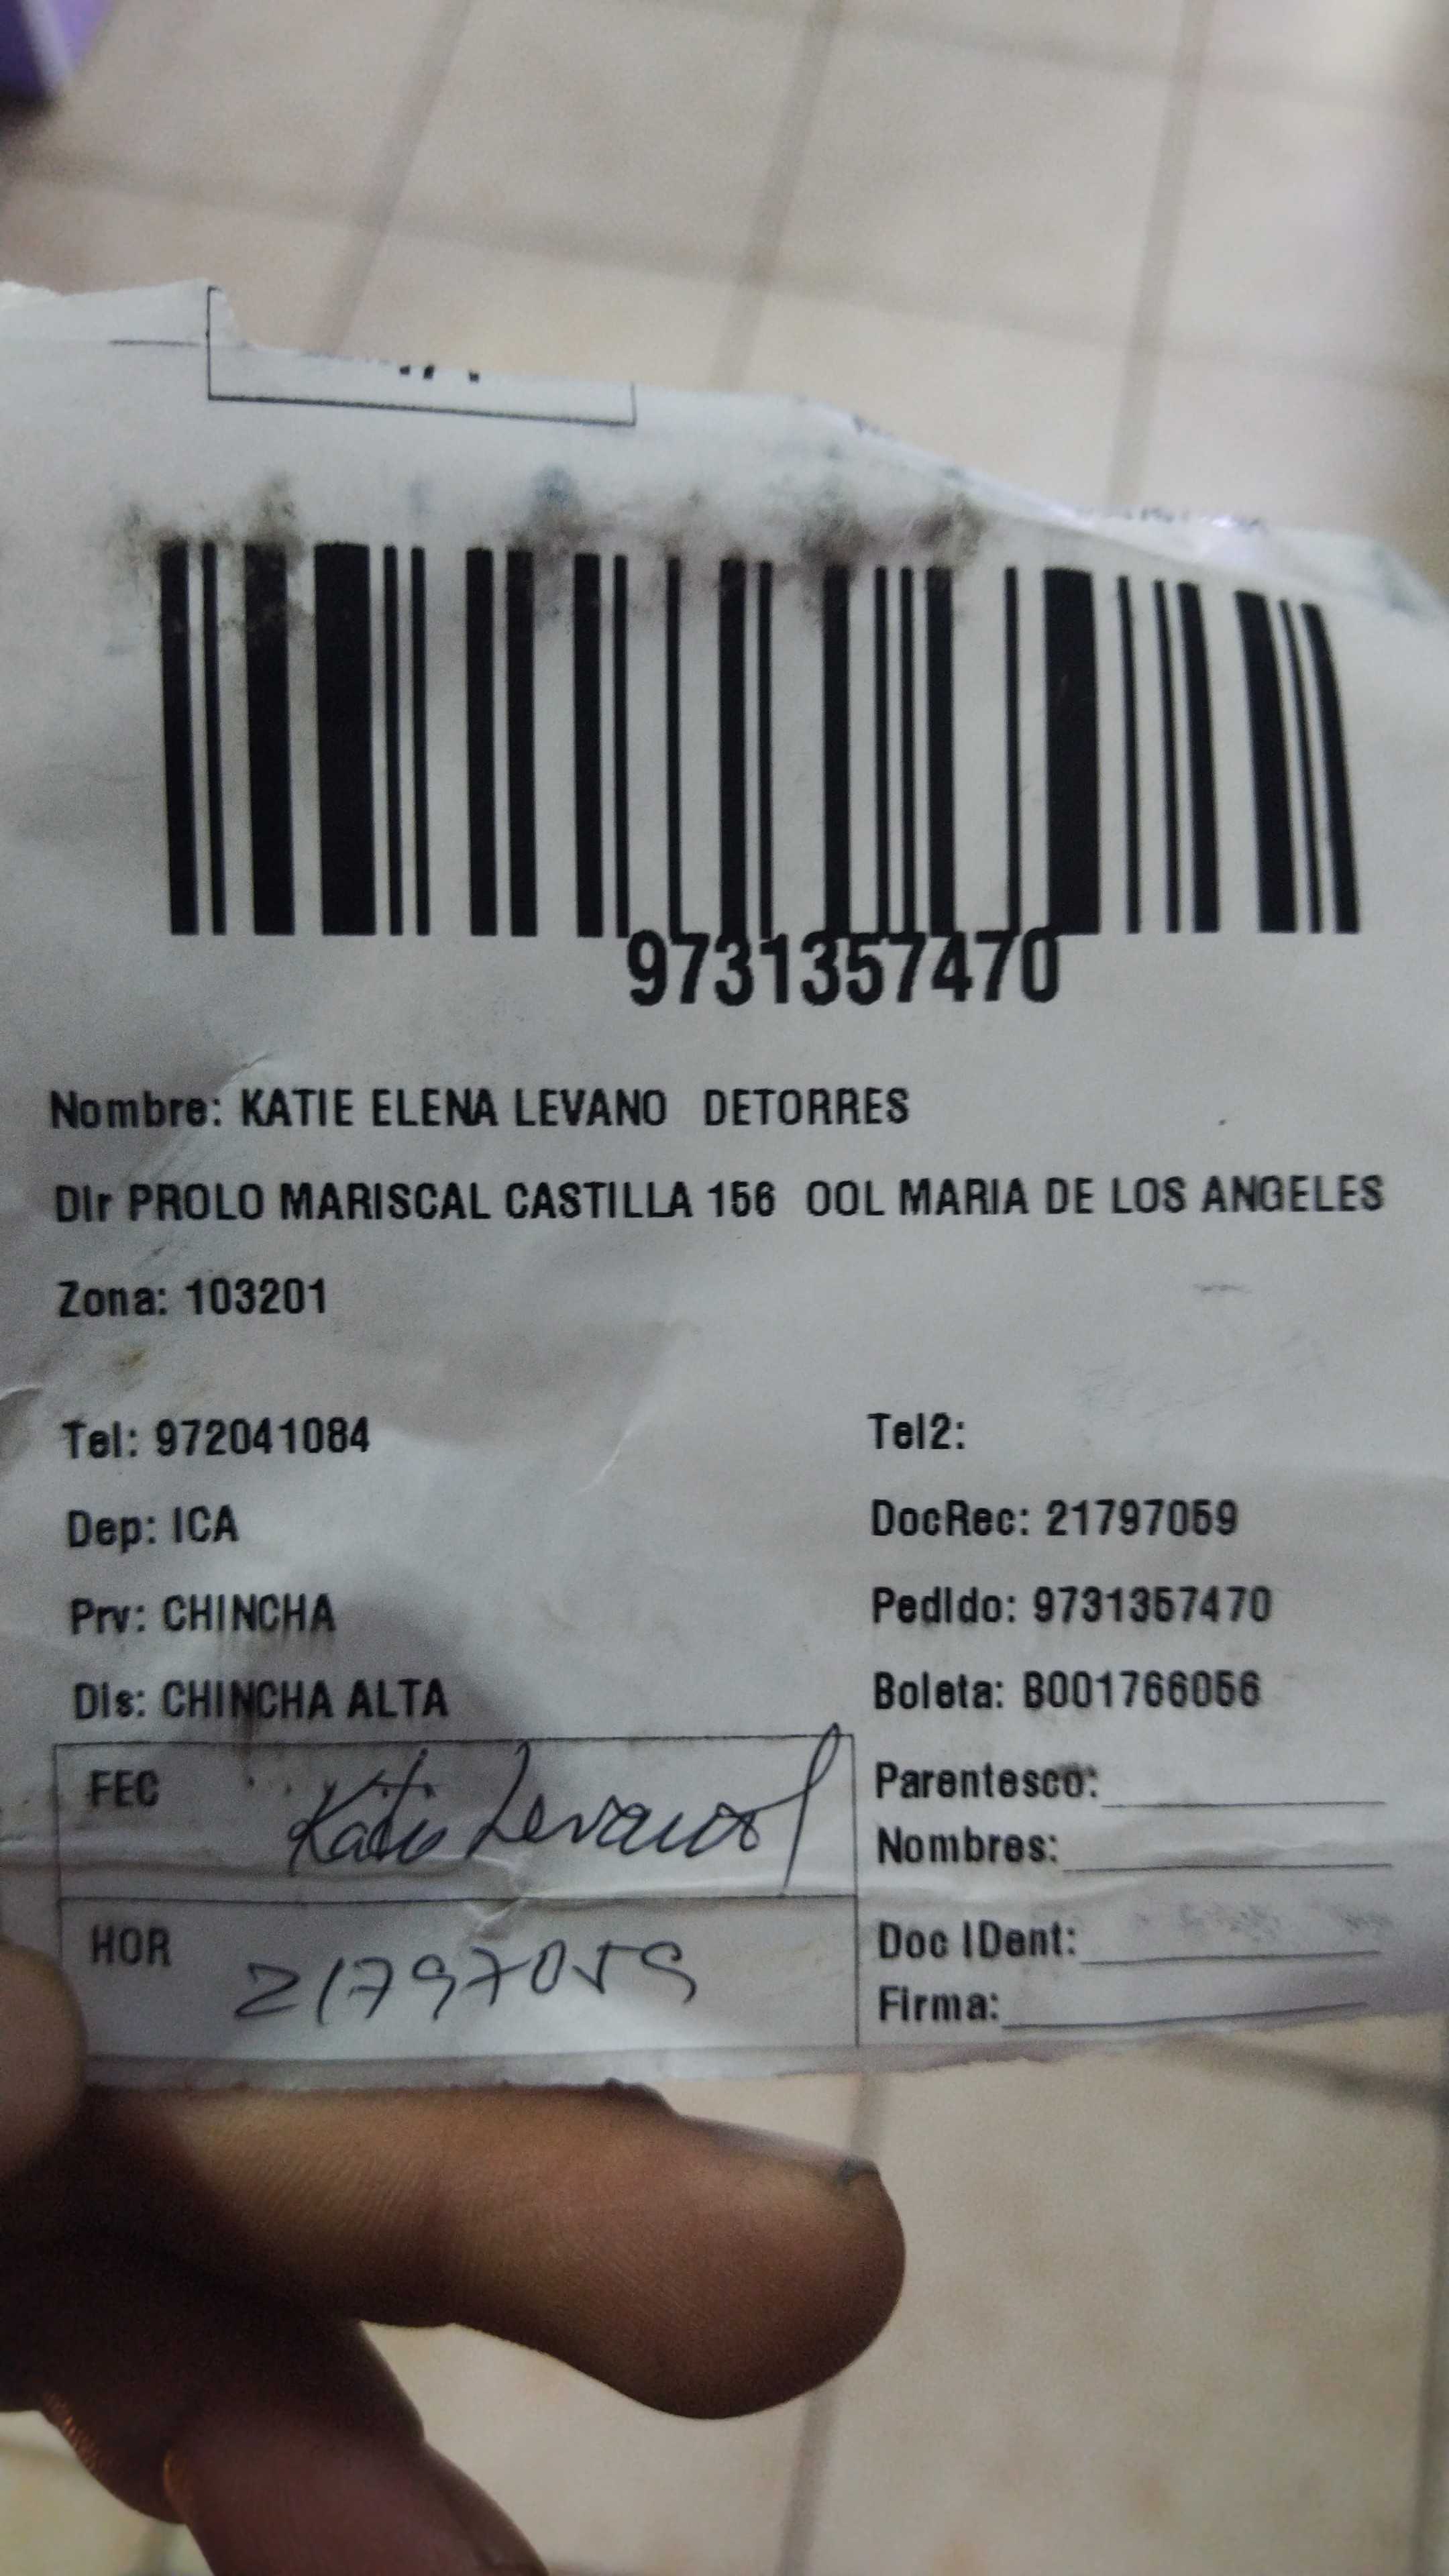 9731357470
Nombre: KATIE ELENA LEVANO DETORRES
DIr PROLO MARISCAL CASTILLA 156 OOL MARIA DE LOS ANGELES
Zona: 103201
Tel: 972041084 Tel2:
Dep: ICA DocRec: 21797059
Prv: CHINCHA PedIdo: 9731357470
DIs: CHINCHA ALTA Boleta: B001766056
FEC Katie Levano Parentesco:
Nombres:
HOR 21797059 Doc IDent:
Firma: